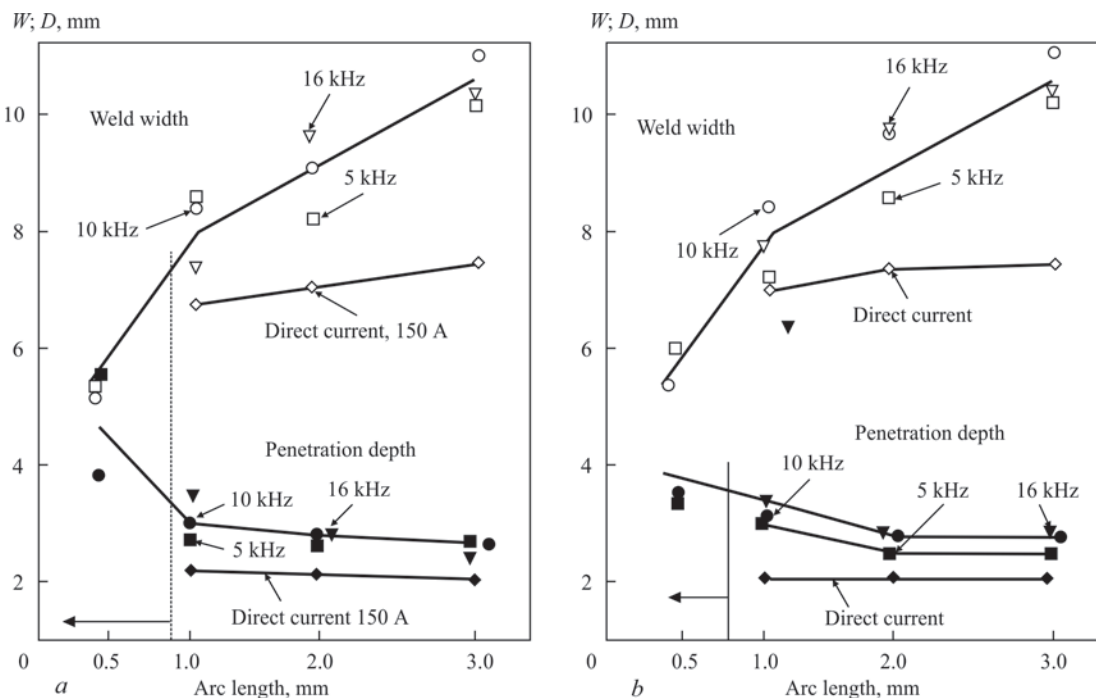 W; D, mm
10
8
6
4
2
0
0.5
1.0
2.0
3.0
Arc length, mm
a
Weld width
16 kHz
5 kHz
10 kHz
Direct current, 150 A
Penetration depth
10 kHz
16 kHz
5 kHz
Direct current 150 A
W; D, mm
10
8
6
4
2
0
0.5
1.0
2.0
3.0
Arc length, mm
b
Weld width
16 kHz
5 kHz
10 kHz
Direct current
Penetration depth
10 kHz
5 kHz
16 kHz
Direct current